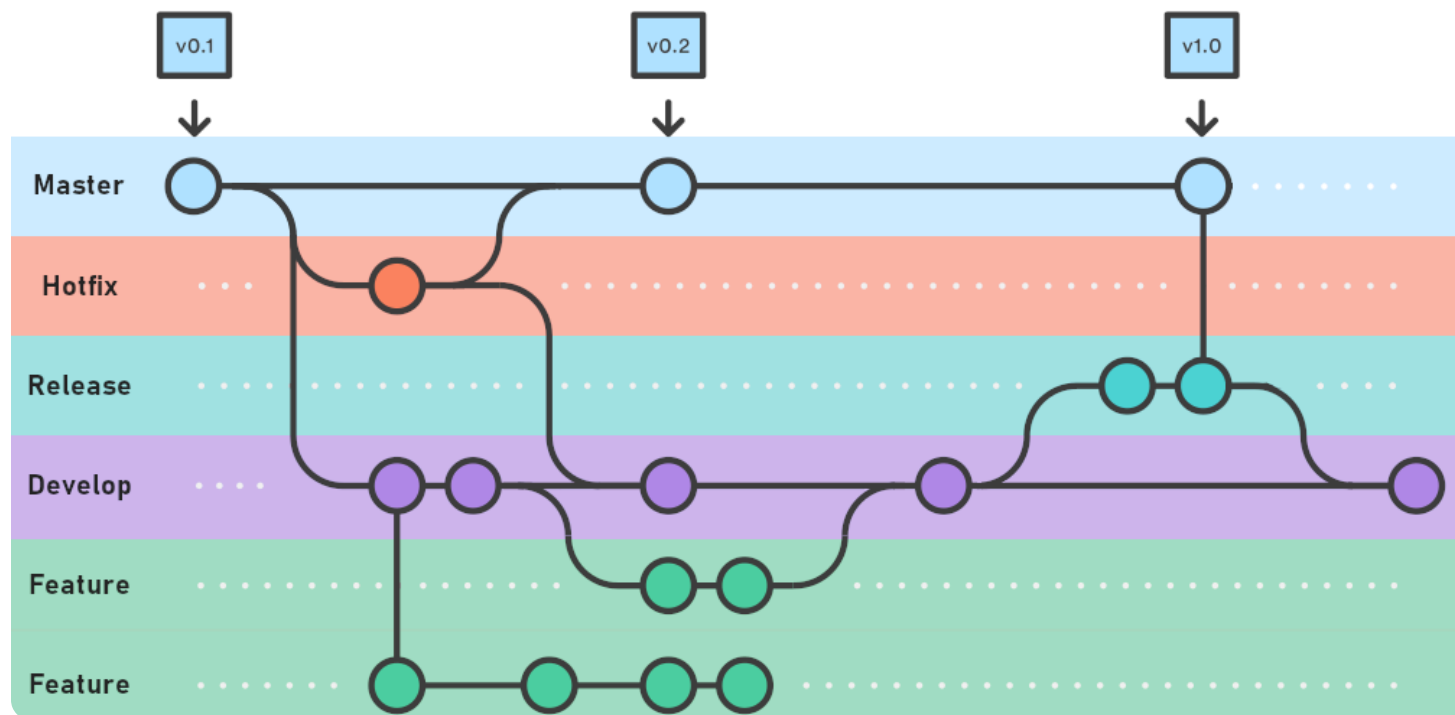 v0.1
v0.2
v1.0
Master
Hotfix
Release
Develop
Feature
Feature